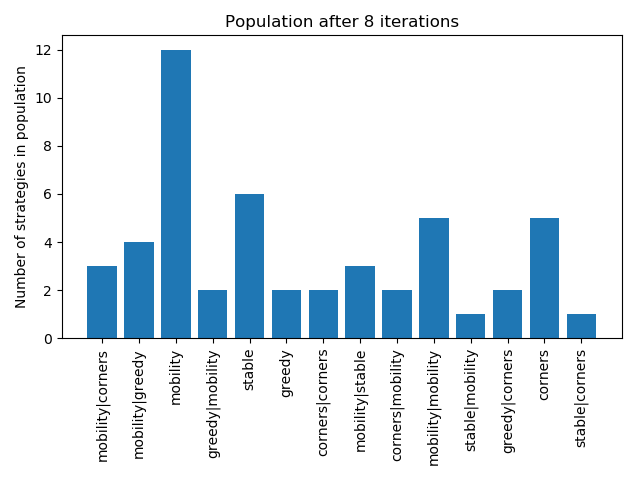 Population after 8 iterations
Number of strategies in population
12
10
8
6
4
2
0
mobility|corners
mobility|greedy
mobility
greedy|mobility
stable
greedy
corners|corners
mobility|stable
corners|mobility
mobility|mobility
stable|mobility
greedy|corners
corners
stable|corners